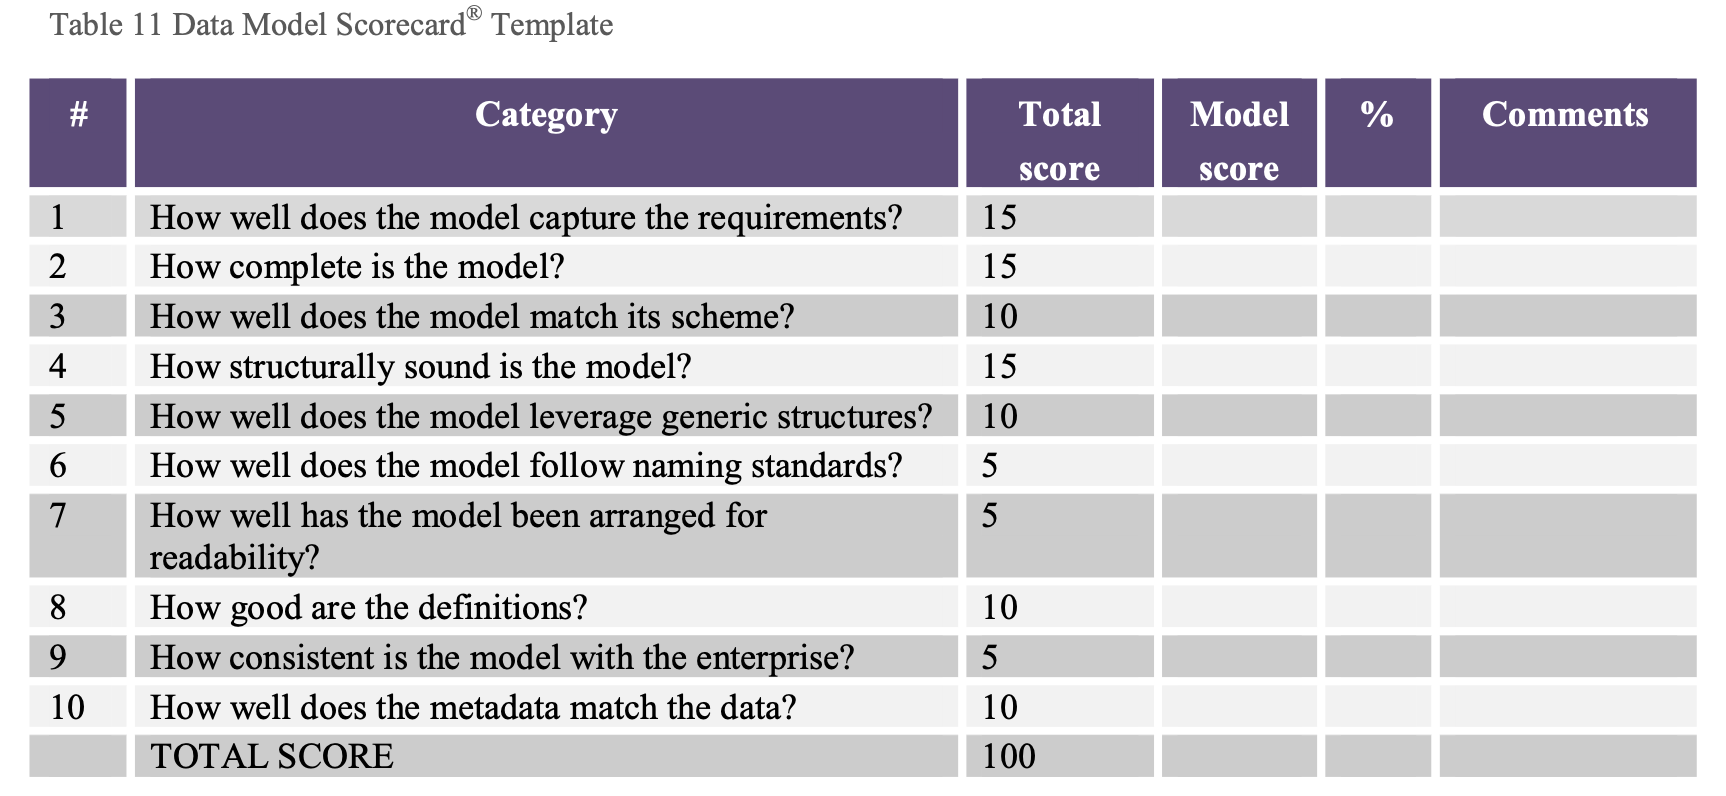 Table 11 Data Model Scorecard® Template
# Category Total score Model score % Comments
1 How well does the model capture the requirements? 15
2 How complete is the model? 15
3 How well does the model match its scheme? 10
4 How structurally sound is the model? 15
5 How well does the model leverage generic structures? 10
6 How well does the model follow naming standards? 5
7 How well has the model been arranged for 5
readability?
8 How good are the definitions? 10
9 How consistent is the model with the enterprise? 5
10 How well does the metadata match the data? 10
TOTAL SCORE 100